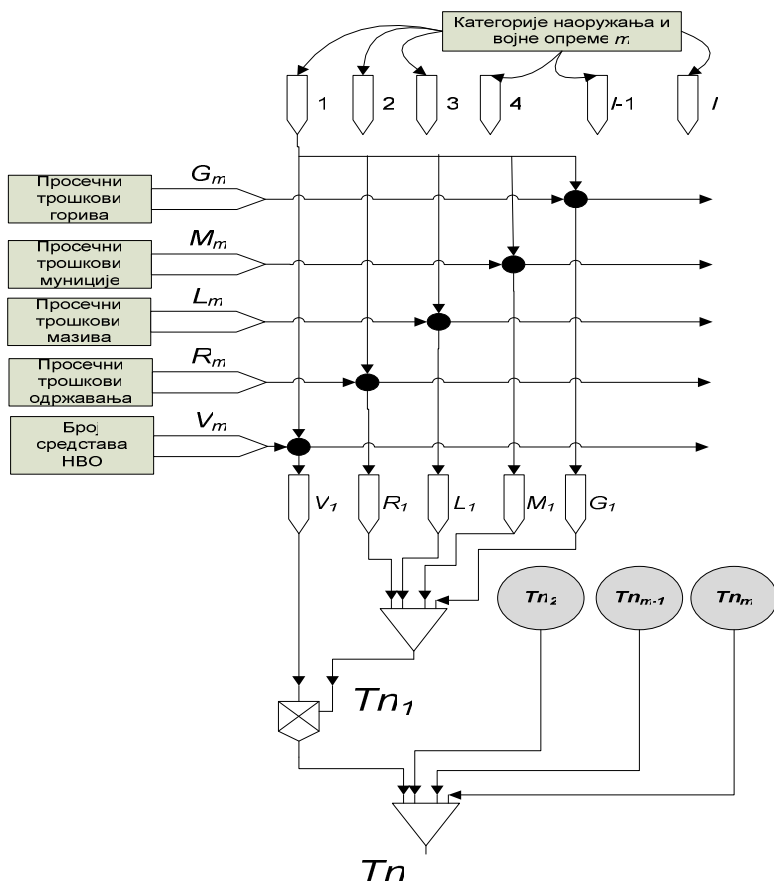 Категорије наоружања и
војне опреме m
1
2
3
4
I-1
I
Просечни
трошкови
горива
Gm
Просечни
трошкови
муниције
Mm
Просечни
трошкови
мазива
Lm
Просечни
трошкови
одржавања
Rm
Број
средстава
НВО
Vm
V1
R1
L1
M1
G1
Tn2
Tnm-1
Tnm
Tn1
Tn